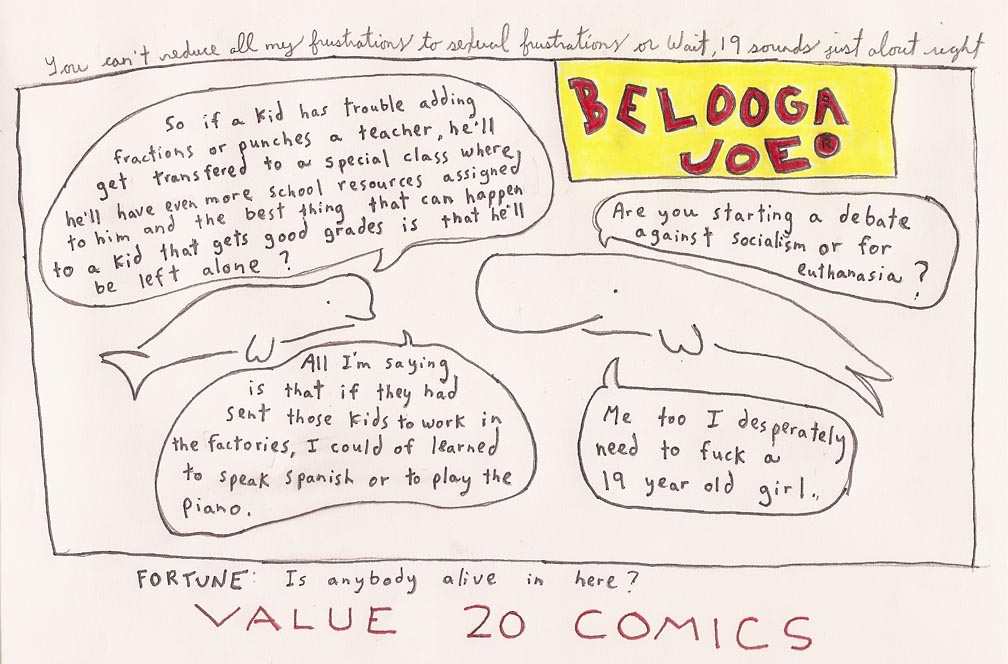 You can't reduce all my frustrations to sexual frustrations or Wait, 19 sounds just about right
BELOOGA
JOE®
So if a kid has trouble adding
fractions or punches a teacher, he'll
get transfered to a special class where
he'll have even more school resources assigned
to him and the best thing that can happen
to a kid that gets good grades is that he'll
be left alone?
Are you starting a debate
against socialism or for
euthanasia?
All I'm saying
is that if they had
sent those kids to work in
the factories, I could of learned
to speak spanish or to play the
piano.
Me too I desperately
need to fuck a
19 year old girl..
FORTUNE: Is anybody alive in here?
VALUE 20 COMICS